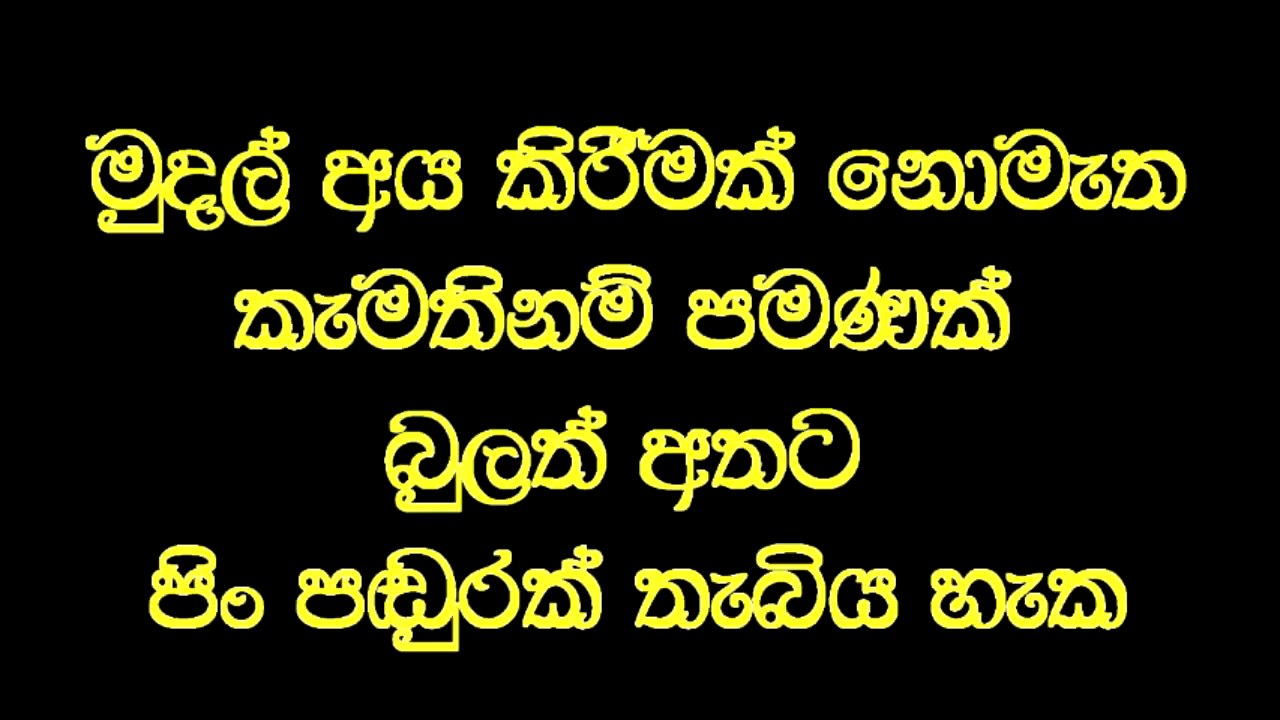 මුදල් අය කිරීමක් නොමැත
කැමතිනම් පමණක්
බුලත් අතට
පිං පඬුරක් තැබිය හැක